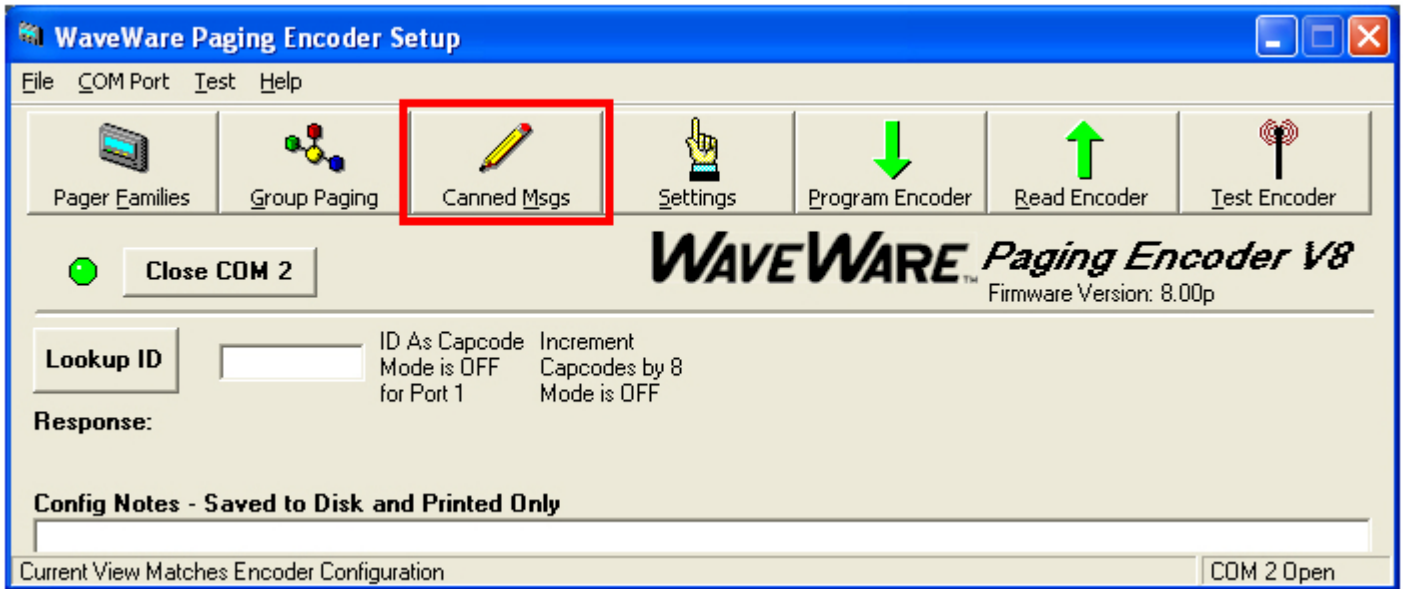 WaveWare Paging Encoder Setup
File COM Port Test Help
Pager Families Group Paging Canned Msgs Settings Program Encoder Read Encoder Test Encoder
Close COM 2
WAVEWARE™ Paging Encoder V8
Firmware Version: 8.00p
Lookup ID
ID As Capcode
Mode is OFF
for Port 1
Increment
Capcodes by 8
Mode is OFF
Response:
Config Notes - Saved to Disk and Printed Only
Current View Matches Encoder Configuration COM 2 Open